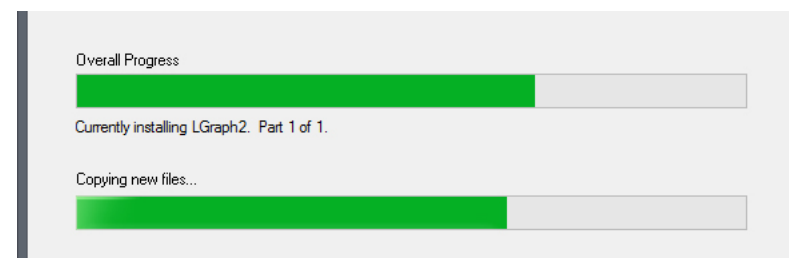 Overall Progress
Currently installing LGraph2.  Part 1 of 1.
Copying new files...